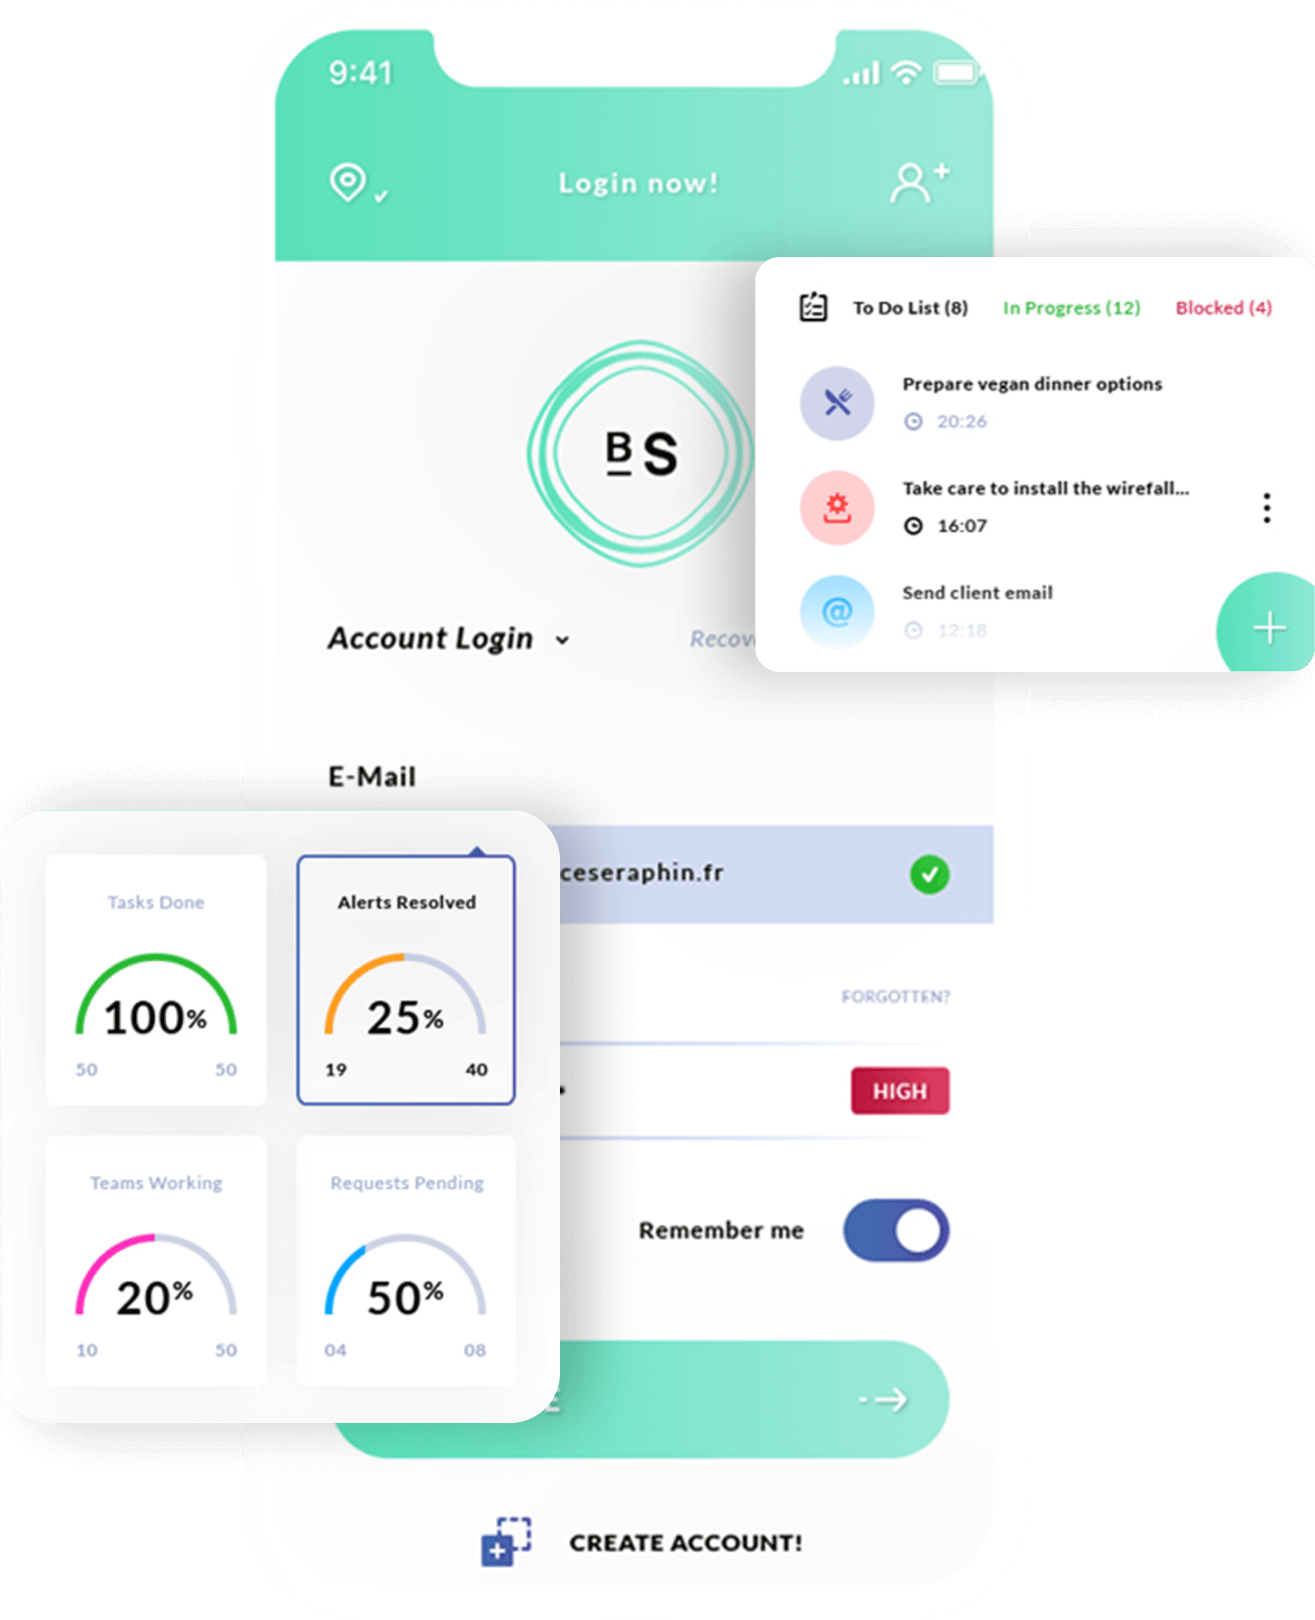 9:41
Login now!
To Do List (8) In Progress (12) Blocked (4)
Prepare vegan dinner options
20:26
Take care to install the wirefall...
16:07
Send client email
12:18
B S
Account Login
E-Mail
ceseraphin.fr
FORGOTTEN?
HIGH
Remember me
Tasks Done
100%
50 50
Alerts Resolved
25%
19 40
Teams Working
20%
10 50
Requests Pending
50%
04 08
CREATE ACCOUNT!